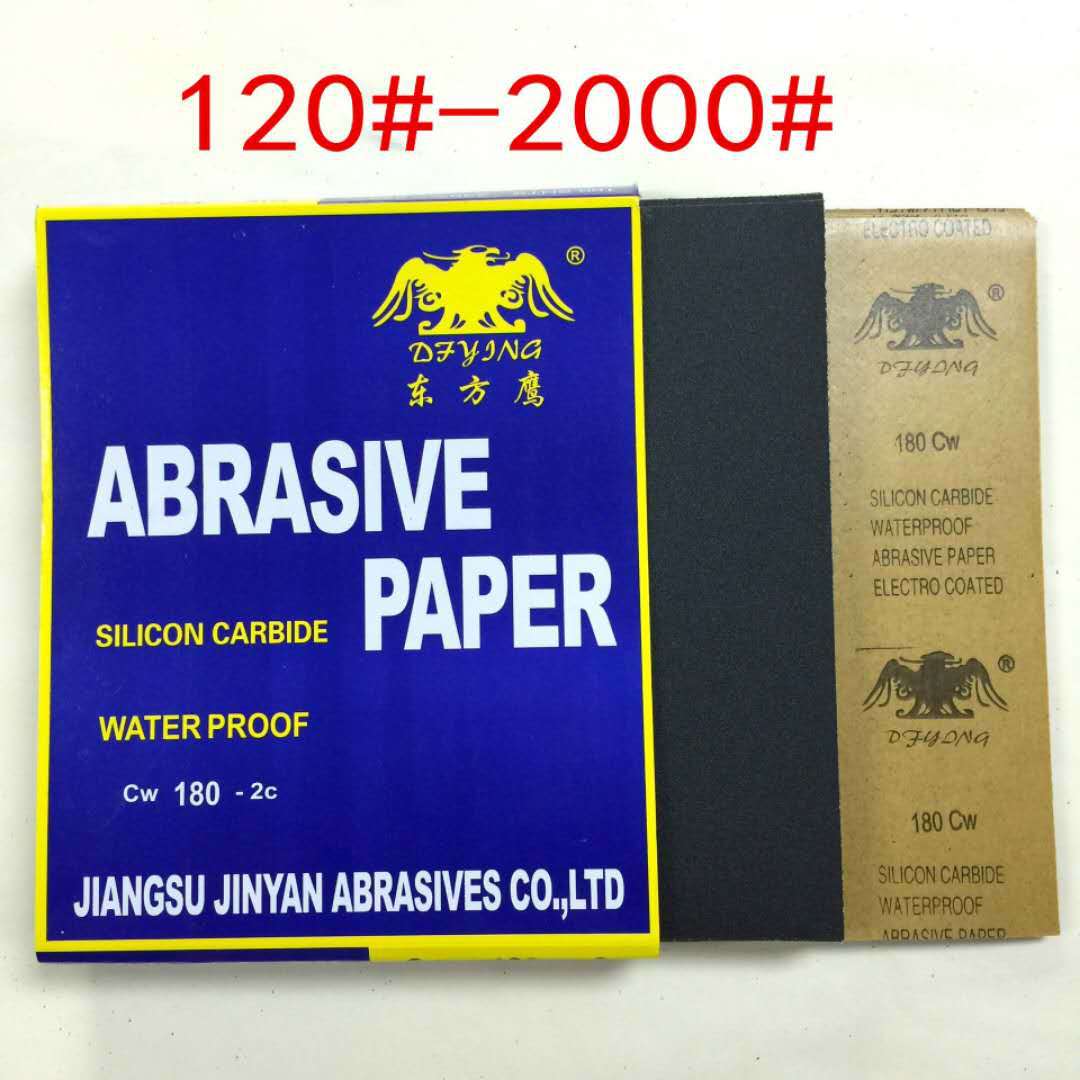 120#-2000#
®
DFYING
东方鹰
ABRASIVE
PAPER
SILICON CARBIDE
WATER PROOF
Cw 180 - 2c
JIANGSU JINYAN ABRASIVES CO.,LTD
ELECTRO COATED
®
DFYING
180 Cw
SILICON CARBIDE
WATERPROOF
ABRASIVE PAPER
ELECTRO COATED
®
DFYING
180 Cw
SILICON CARBIDE
WATERPROOF
ABRASIVE PAPER